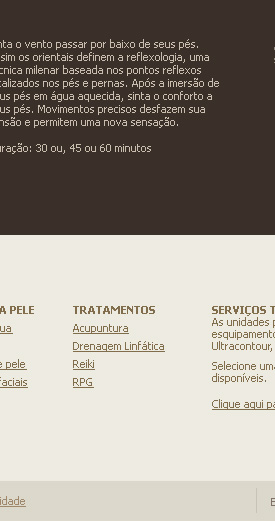 nta o vento passar por baixo de seus pés.
sim os orientais definem a reflexologia, uma
cnica milenar baseada nos pontos reflexos
calizados nos pés e pernas. Após a imersão de
us pés em água aquecida, sinta o conforto a
us pés. Movimentos precisos desfazem sua
nsão e permitem uma nova sensação.
uração: 30 ou, 45 ou 60 minutos
A PELE
ua
e pele
faciais
TRATAMENTOS
Acupuntura
Drenagem Linfática
Reiki
RPG
SERVIÇOS T
As unidades p
esquipamento
Ultracontour,
Selecione uma
disponíveis.
Clique aqui pa
idade